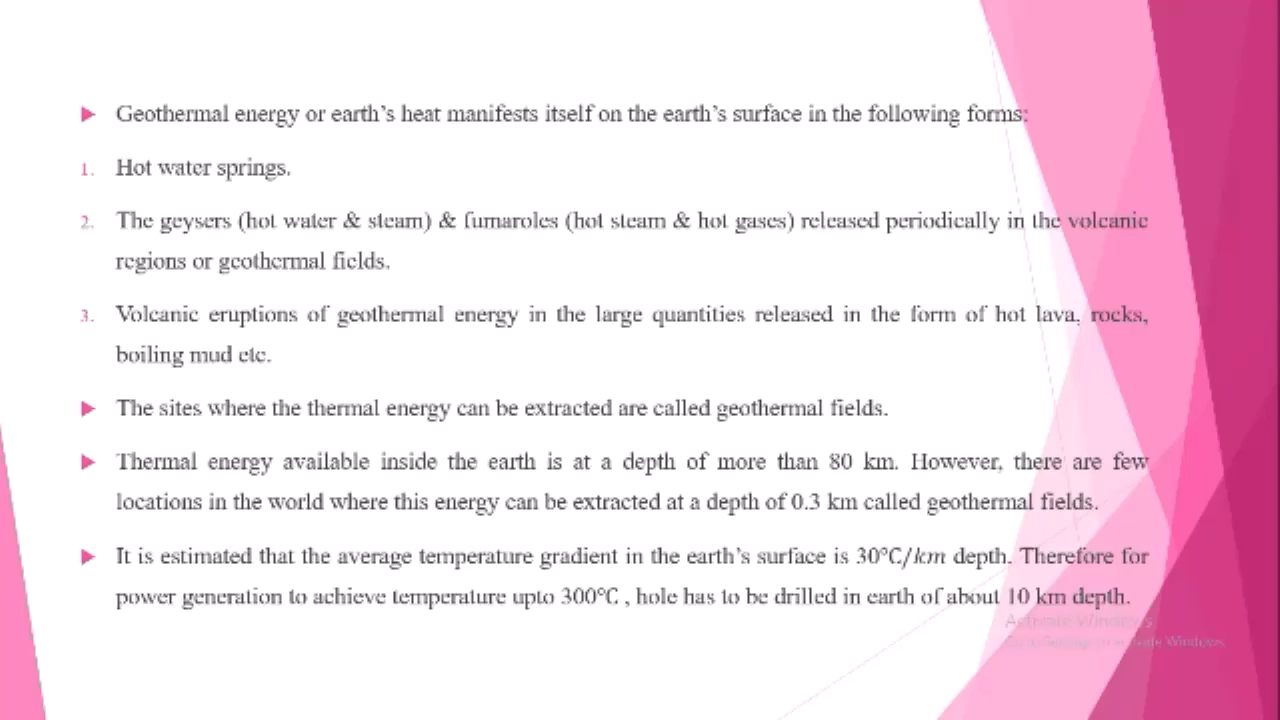 Geothermal energy or earth's heat manifests itself on the earth's surface in the following forms:
1. Hot water springs.
2. The geysers (hot water & steam) & fumaroles (hot steam & hot gases) released periodically in the volcanic
regions or geothermal fields.
3. Volcanic eruptions of geothermal energy in the large quantities released in the form of hot lava, rocks,
boiling mud etc.
The sites where the thermal energy can be extracted are called geothermal fields.
Thermal energy available inside the earth is at a depth of more than 80 km. However, there are few
locations in the world where this energy can be extracted at a depth of 0.3 km called geothermal fields.
It is estimated that the average temperature gradient in the earth's surface is 30℃/km depth. Therefore for
power generation to achieve temperature upto 300℃ , hole has to be drilled in earth of about 10 km depth.
Activate Windows
Windows